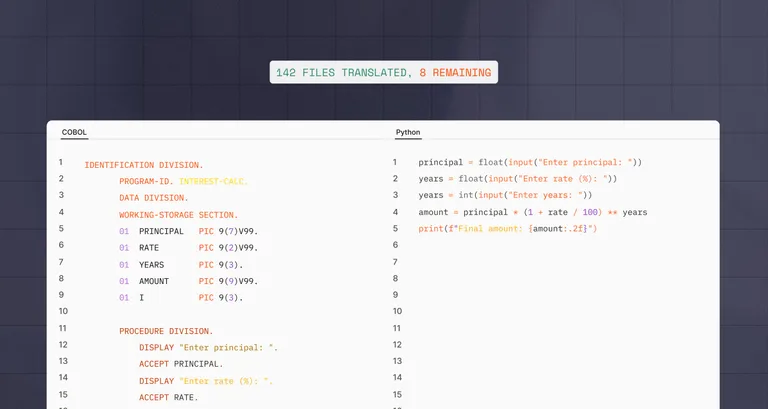 142 FILES TRANSLATED, 8 REMAINING
COBOL
1 IDENTIFICATION DIVISION.
2 PROGRAM-ID. INTEREST-CALC.
3 DATA DIVISION.
4 WORKING-STORAGE SECTION.
5 01 PRINCIPAL PIC 9(7)V99.
6 01 RATE PIC 9(2)V99.
7 01 YEARS PIC 9(3).
8 01 AMOUNT PIC 9(9)V99.
9 01 I PIC 9(3).
10
11 PROCEDURE DIVISION.
12 DISPLAY "Enter principal: ".
13 ACCEPT PRINCIPAL.
14 DISPLAY "Enter rate (%): ".
15 ACCEPT RATE.
Python
1 principal = float(input("Enter principal: "))
2 years = float(input("Enter rate (%): "))
3 years = int(input("Enter years: "))
4 amount = principal * (1 + rate / 100) ** years
5 print(f"Final amount: {amount:.2f}")
6
7
8
9
10
11
12
13
14
15